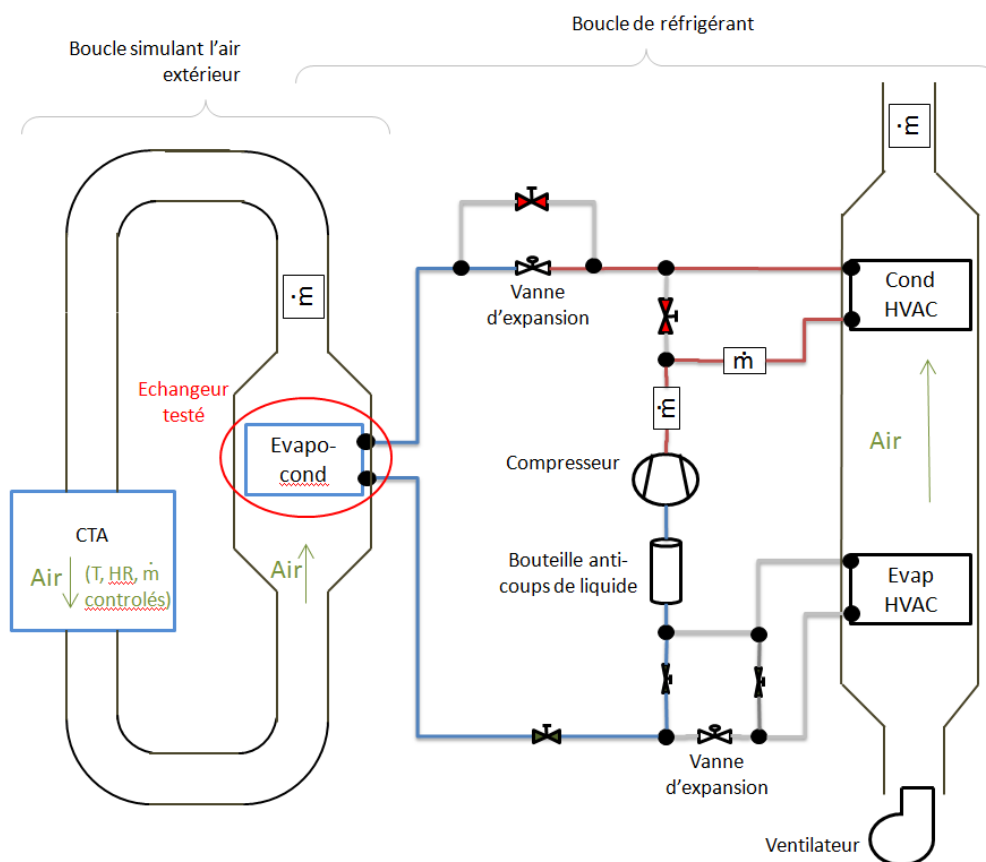 Boucle de réfrigérant
Boucle simulant l’air
extérieur
ṁ
ṁ
Vanne
d’expansion
Cond
HVAC
ṁ
ṁ
Echangeur
testé
Evapo-
cond
Compresseur
Air
CTA
Air
(T, HR, ṁ
controlés)
Air
Bouteille anti-
coups de liquide
Evap
HVAC
Vanne
d’expansion
Ventilateur